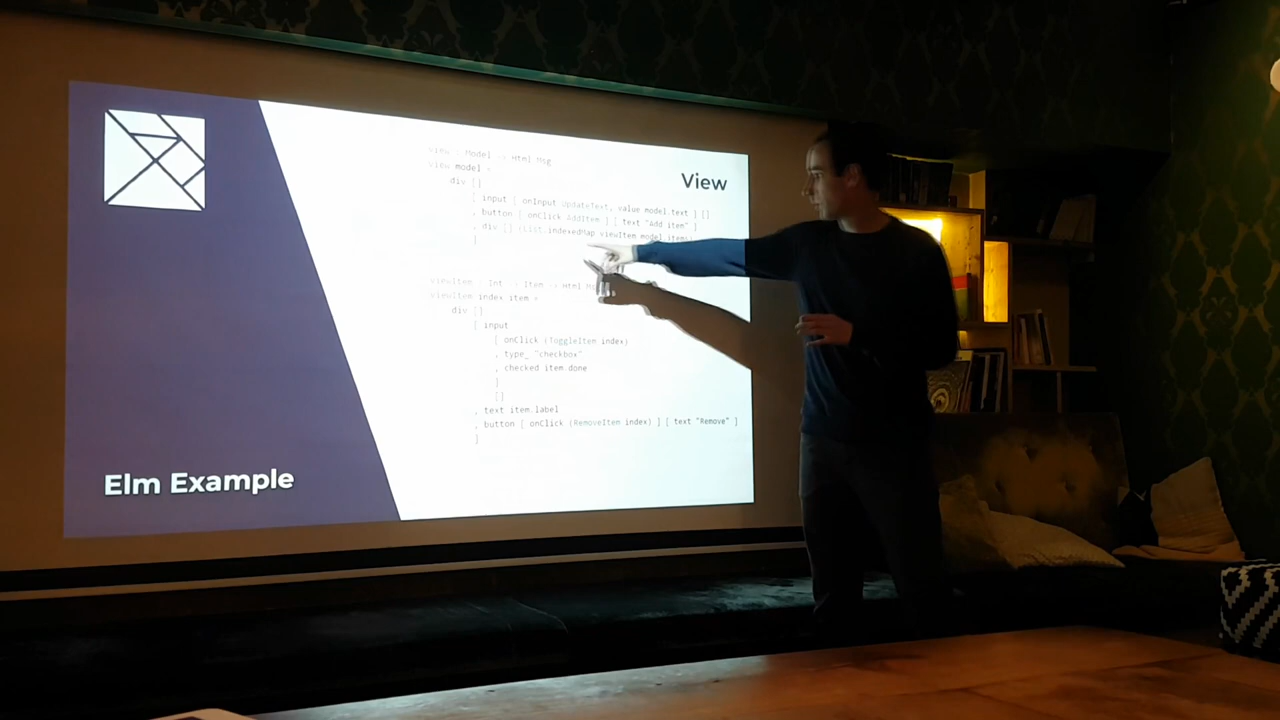 View
view : Model -> Html Msg
view model =
div []
[ input [ onInput UpdateText, value model.text ] []
, button [ onClick AddItem ] [ text "Add item" ]
, div [] (List.indexedMap viewItem model.items)
]
viewItem : Int -> Item -> Html
viewItem index item =
div []
[ input
[ onClick (ToggleItem index)
, type_ "checkbox"
, checked item.done
]
[]
, text item.label
, button [ onClick (RemoveItem index) ] [ text "Remove" ]
]
Elm Example